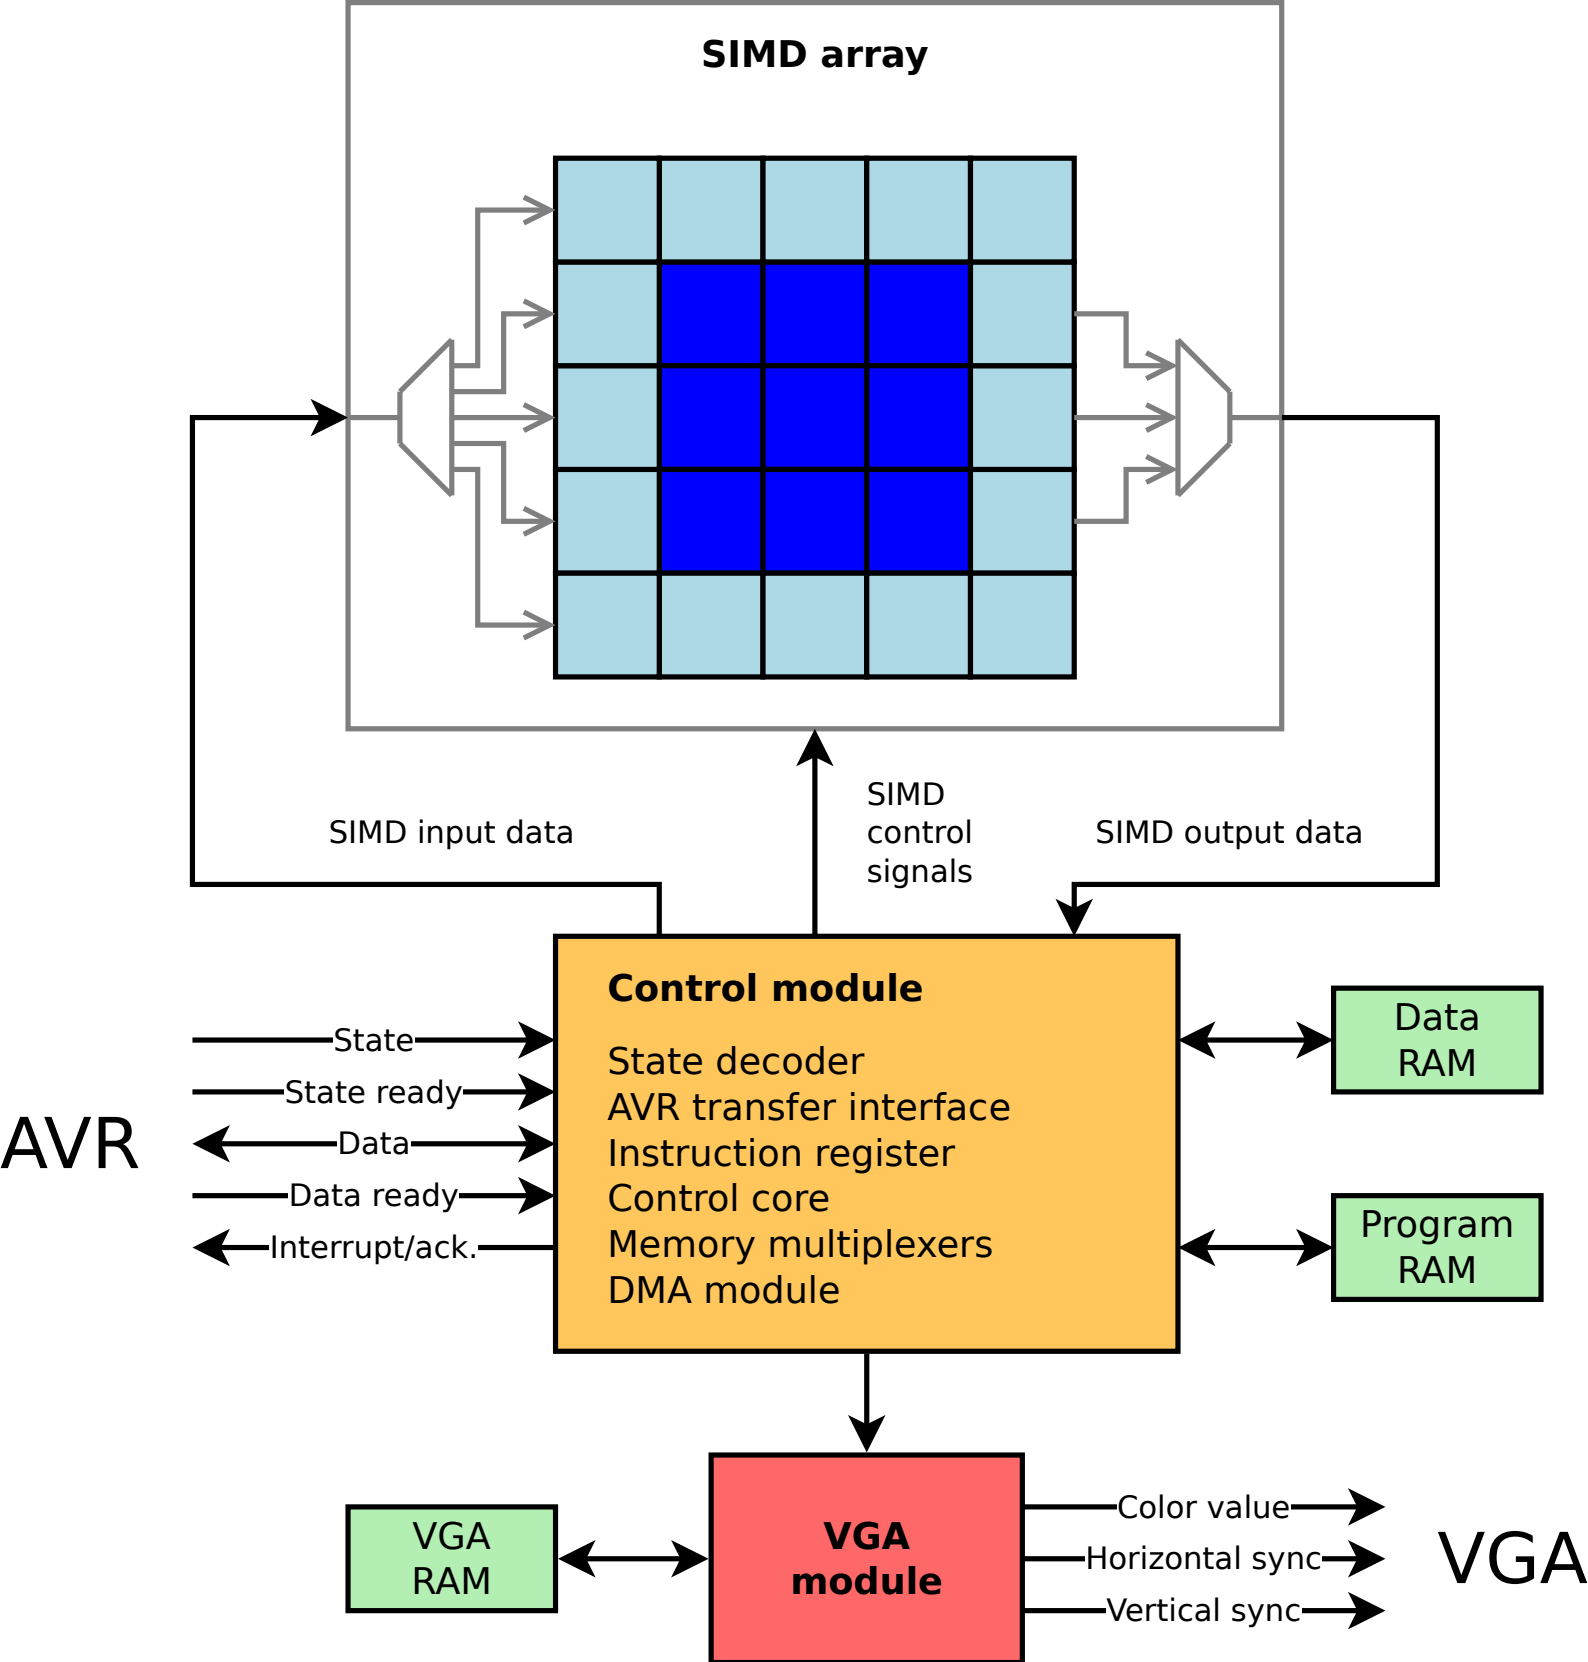 SIMD array
SIMD input data
SIMD
control
signals
SIMD output data
Control module
State decoder
AVR transfer interface
Instruction register
Control core
Memory multiplexers
DMA module
AVR
State
State ready
Data
Data ready
Interrupt/ack.
Data
RAM
Program
RAM
VGA
RAM
VGA
module
Color value
Horizontal sync
Vertical sync
VGA